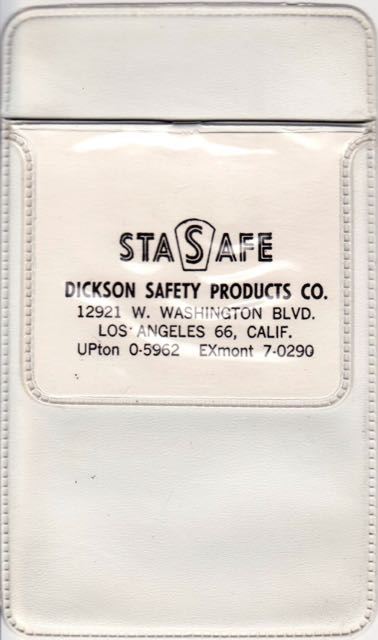 STASAFE
DICKSON SAFETY PRODUCTS CO.
12921 W. WASHINGTON BLVD.
LOS ANGELES 66, CALIF.
UPton 0-5962 EXmont 7-0290